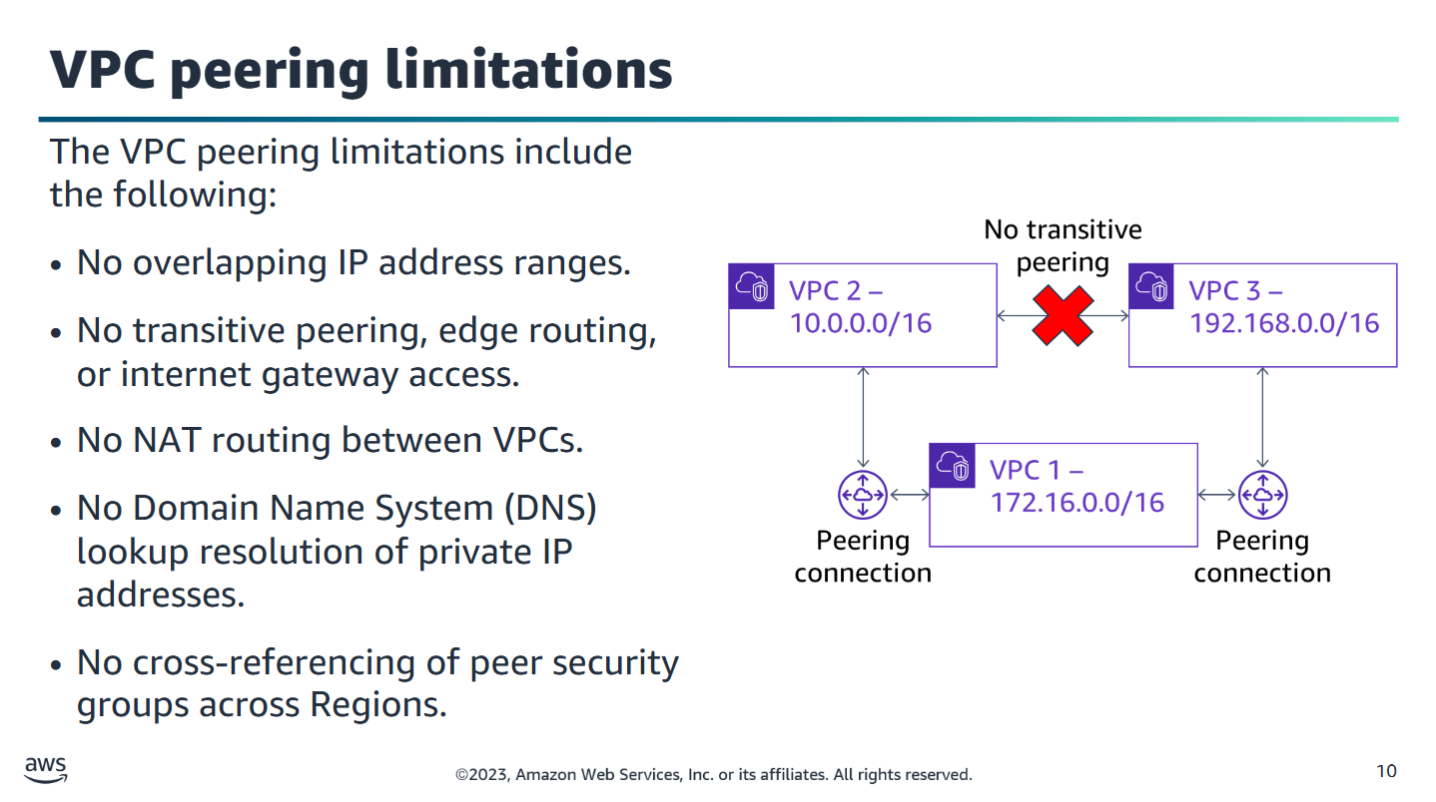 VPC peering limitations
The VPC peering limitations include
the following:
• No overlapping IP address ranges.
• No transitive peering, edge routing,
or internet gateway access.
• No NAT routing between VPCs.
• No Domain Name System (DNS)
lookup resolution of private IP
addresses.
• No cross-referencing of peer security
groups across Regions.
No transitive
peering
VPC 2 –
10.0.0.0/16
VPC 3 –
192.168.0.0/16
VPC 1 –
172.16.0.0/16
Peering
connection
Peering
connection
aws
©2023, Amazon Web Services, Inc. or its affiliates. All rights reserved.
10